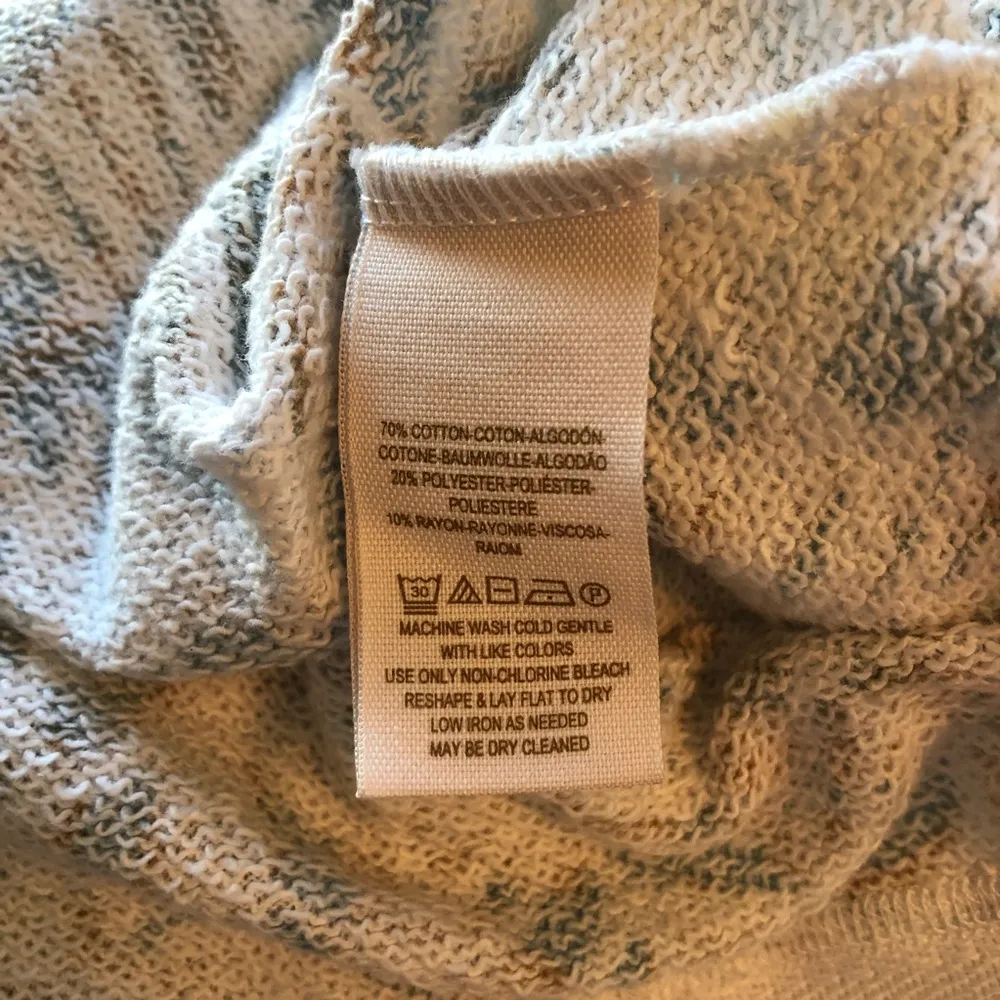 70% COTTON-COTON-ALGODÓN-
COTONE-BAUMWOLLE-ALGODÃO
20% POLYESTER-POLIÉSTER-
POLIESTERE
10% RAYON-RAYONNE-VISCOSA-
RAIOM
30 P
MACHINE WASH COLD GENTLE
WITH LIKE COLORS
USE ONLY NON-CHLORINE BLEACH
RESHAPE & LAY FLAT TO DRY
LOW IRON AS NEEDED
MAY BE DRY CLEANED